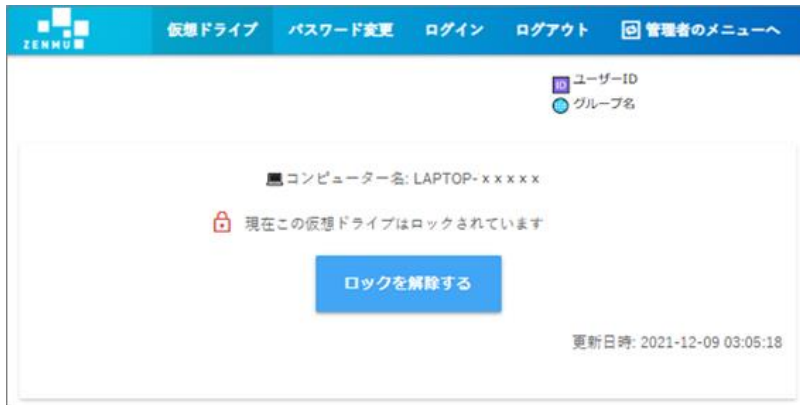 ZENMU
仮想ドライブ パスワード変更 ログイン ログアウト 管理者のメニューへ
ID ユーザーID
グループ名
コンピューター名: LAPTOP-ｘｘｘｘｘ
現在この仮想ドライブはロックされています
ロックを解除する
更新日時: 2021-12-09 03:05:18